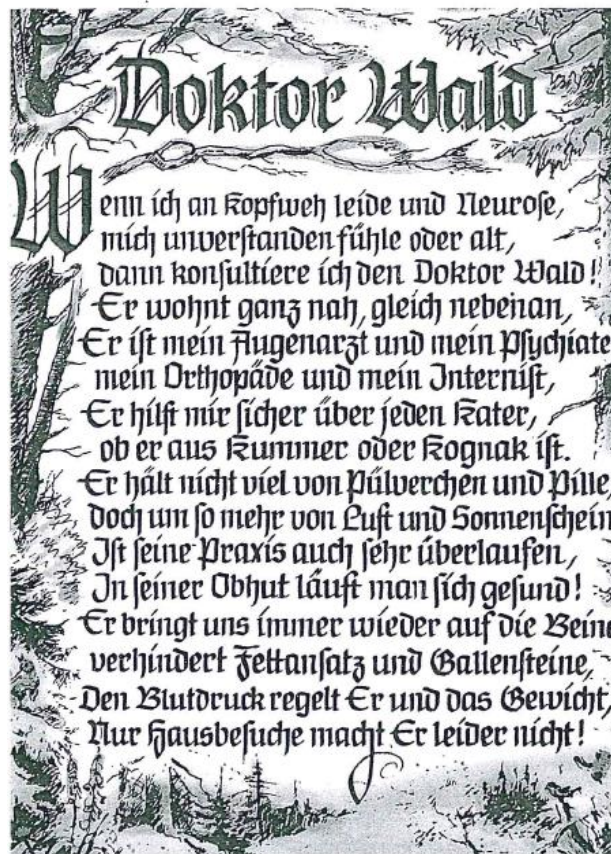 Doktor Wald
Wenn ich an Kopfweh leide und Neurose,
mich unverstanden fühle oder alt,
dann konsultiere ich den Doktor Wald!
Er wohnt ganz nah, gleich nebenan,
Er ist mein Augenarzt und mein Psychiate
mein Orthopäde und mein Internist,
Er hilft mir sicher über jeden Kater,
ob er aus Kummer oder Kognak ist.
Er hält nicht viel von Pülverchen und Pille
doch um so mehr von Luft und Sonnenschein
Ist seine Praxis auch sehr überlaufen,
In seiner Obhut läuft man sich gesund!
Er bringt uns immer wieder auf die Beine
verhindert Fettansatz und Gallensteine,
Den Blutdruck regelt Er und das Gewicht,
Nur Hausbesuche macht Er leider nicht!